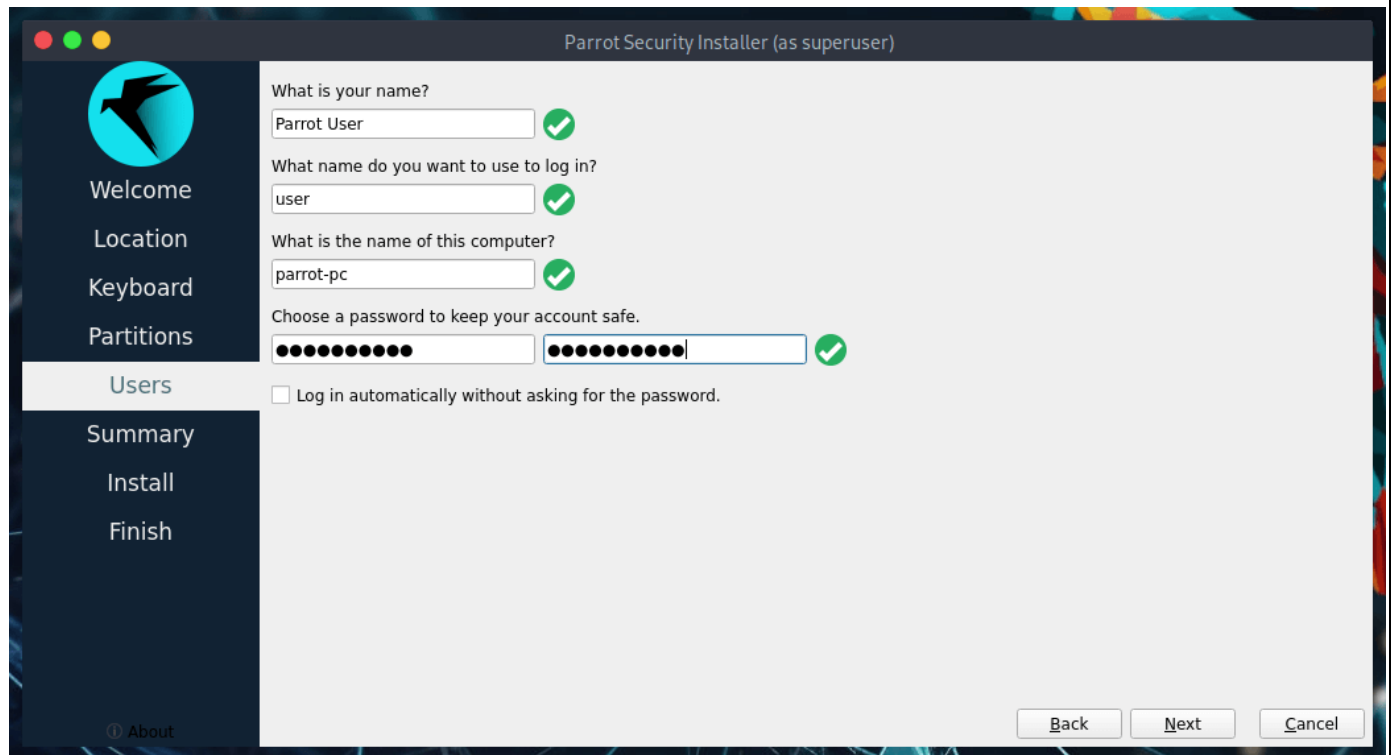 Parrot Security Installer (as superuser)
Welcome
Location
Keyboard
Partitions
Users
Summary
Install
Finish
About
What is your name?
Parrot User
What name do you want to use to log in?
user
What is the name of this computer?
parrot-pc
Choose a password to keep your account safe.
●●●●●●●●●● ●●●●●●●●●●
Log in automatically without asking for the password.
Back Next Cancel